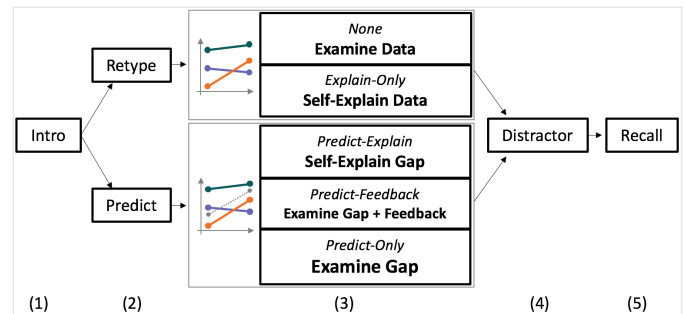 Intro
Retype
Predict
None
Examine Data
Explain-Only
Self-Explain Data
Predict-Explain
Self-Explain Gap
Predict-Feedback
Examine Gap + Feedback
Predict-Only
Examine Gap
Distractor
Recall
(1)
(2)
(3)
(4)
(5)